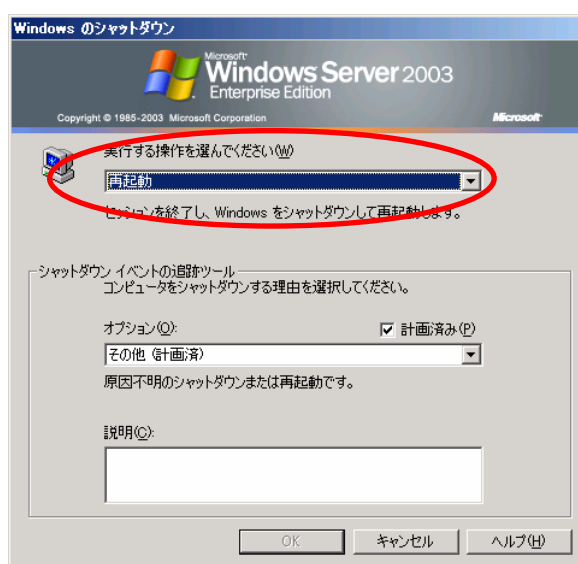 Windows のシャットダウン
Microsoft
Windows Server 2003
Enterprise Edition
Copyright © 1985-2003 Microsoft Corporation
Microsoft
実行する操作を選んでください(W)
再起動
セッションを終了し、Windows をシャットダウンして再起動します。
シャットダウン イベントの追跡ツール
コンピュータをシャットダウンする理由を選択してください。
オプション(O):
計画済み(P)
その他 (計画済)
原因不明のシャットダウンまたは再起動です。
説明(C):
OK
キャンセル
ヘルプ(H)